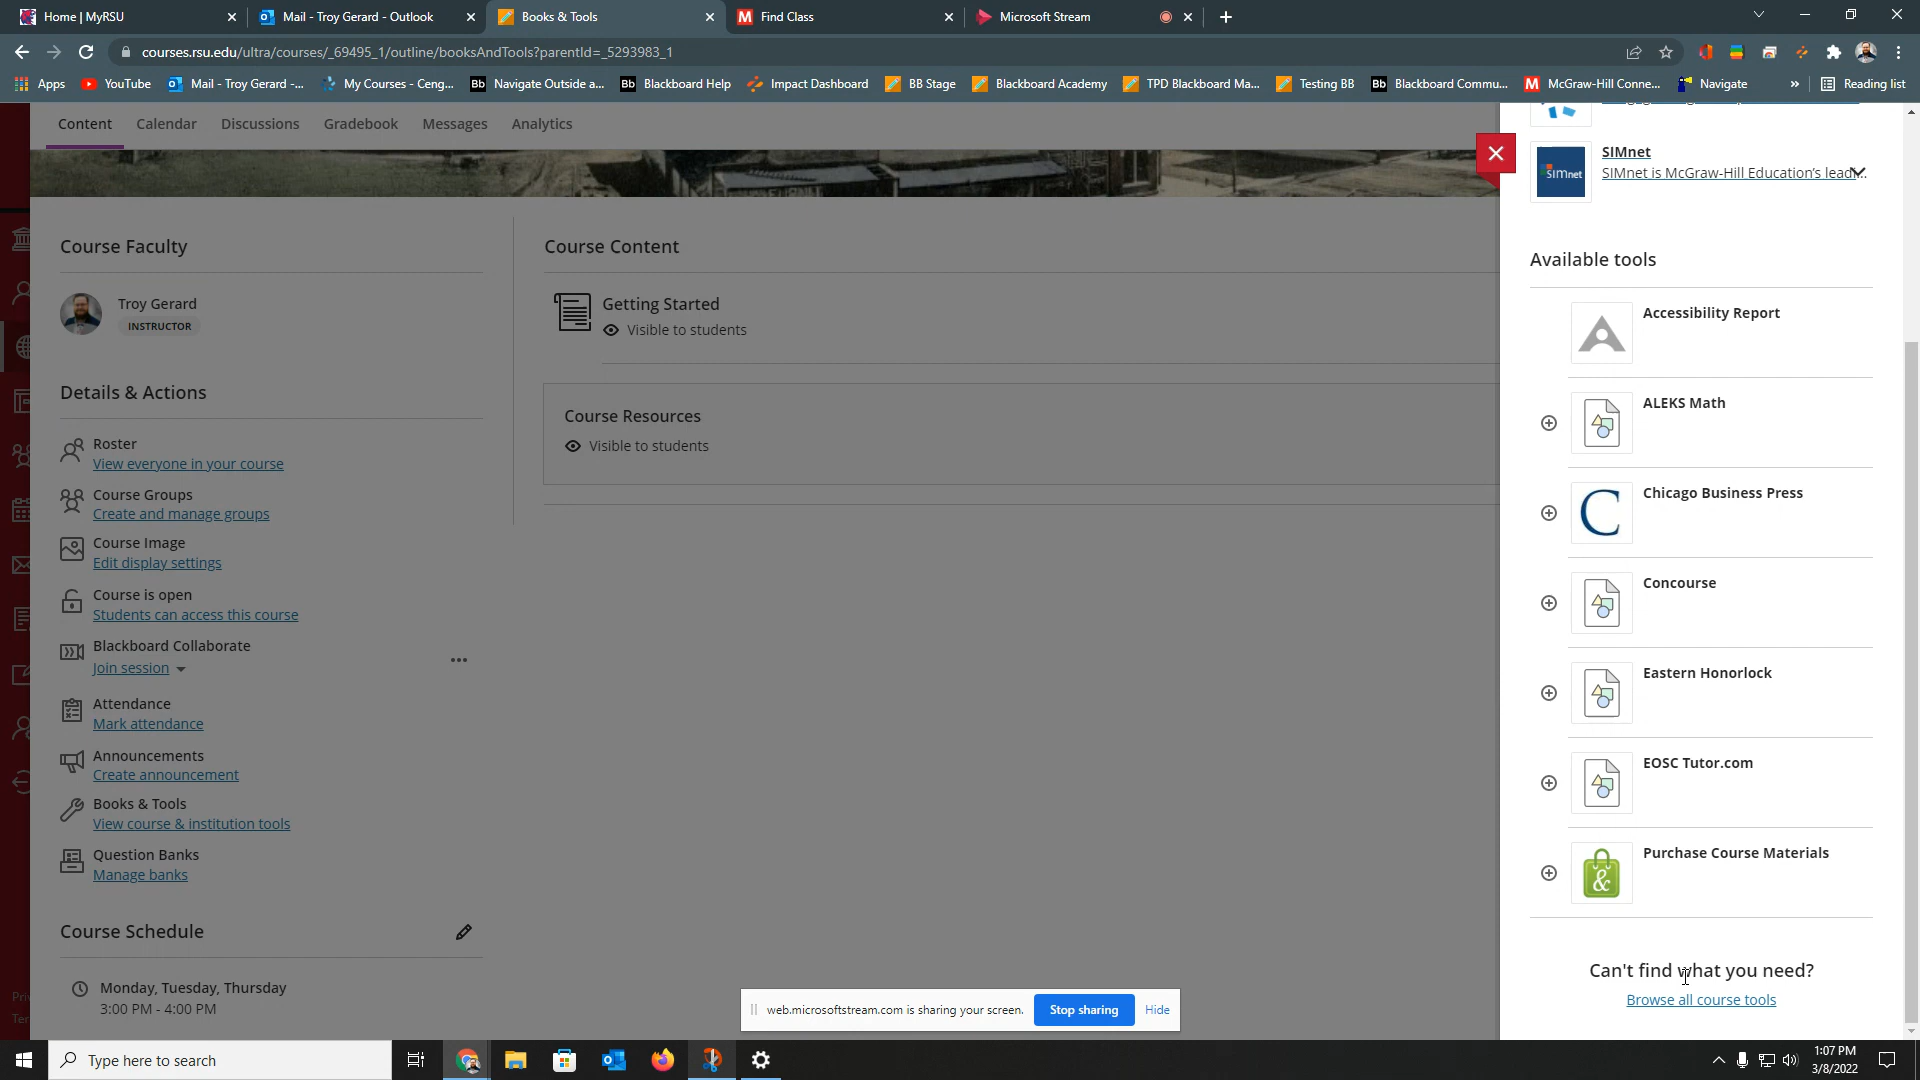 Home | MyRSU
Mail - Troy Gerard - Outlook
Books & Tools
Find Class
Microsoft Stream
courses.rsu.edu/ultra/courses/_69495_1/outline/booksAndTools?parentId=_5293983_1
Apps
YouTube
Mail - Troy Gerard -...
My Courses - Ceng...
Navigate Outside a...
Blackboard Help
Impact Dashboard
BB Stage
Blackboard Academy
TPD Blackboard Ma...
Testing BB
Blackboard Commu...
McGraw-Hill Conne...
Navigate
»
Reading list
Content
Calendar
Discussions
Gradebook
Messages
Analytics
Course Faculty
Troy Gerard
INSTRUCTOR
Details & Actions
Roster
View everyone in your course
Course Groups
Create and manage groups
Course Image
Edit display settings
Course is open
Students can access this course
Blackboard Collaborate
Join session
Attendance
Mark attendance
Announcements
Create announcement
Books & Tools
View course & institution tools
Question Banks
Manage banks
Course Schedule
Monday, Tuesday, Thursday
3:00 PM - 4:00 PM
Course Content
Getting Started
Visible to students
Course Resources
Visible to students
SIMnet
SIMnet
SIMnet is McGraw-Hill Education's lead...
Available tools
Accessibility Report
ALEKS Math
Chicago Business Press
Concourse
Eastern Honorlock
EOSC Tutor.com
Purchase Course Materials
Can't find what you need?
Browse all course tools
web.microsoftstream.com is sharing your screen.
Stop sharing
Hide
Type here to search
1:07 PM
3/8/2022